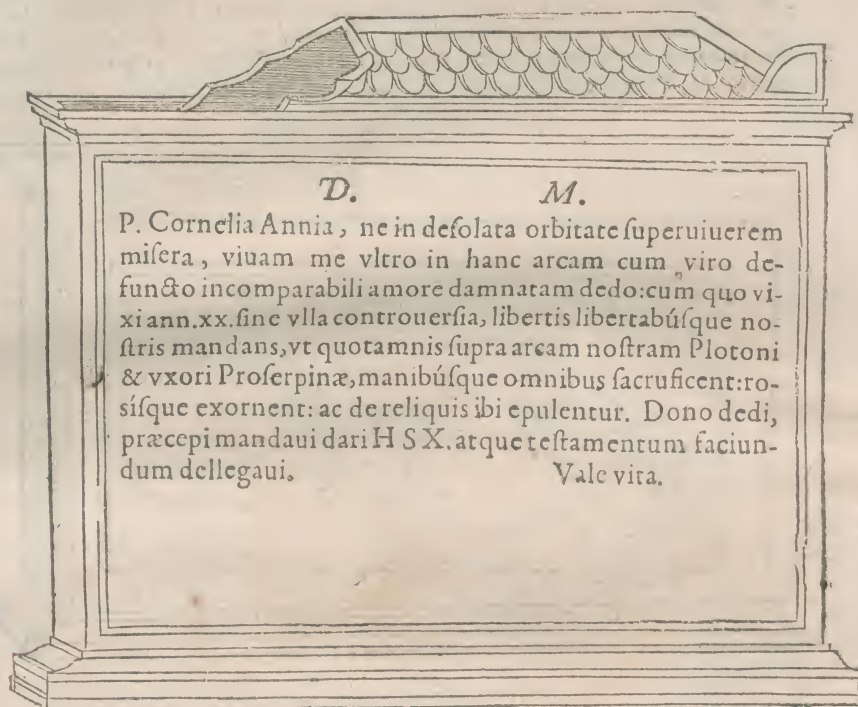 D. M.
P. Cornelia Annia, ne in deſolata orbitate ſuperuiuerem
miſera, viuam me vltro in hanc arcam cum viro de-
functo incomparabili amore damnatam dedo:cum quo vi-
xi ann.xx.ſine vlla controuerſia, libertis libertabúſque no-
ſtris mandans,vt quotamnis ſupra arcam noſtram Plotoni
& vxori Proſerpinæ,manibúſque omnibus ſacruficent:ro-
síſque exornent: ac de reliquis ibi epulentur. Dono dedi,
præcepi mandaui dari H S X. atque teſtamentum faciun-
dum dellegaui. Vale vita.